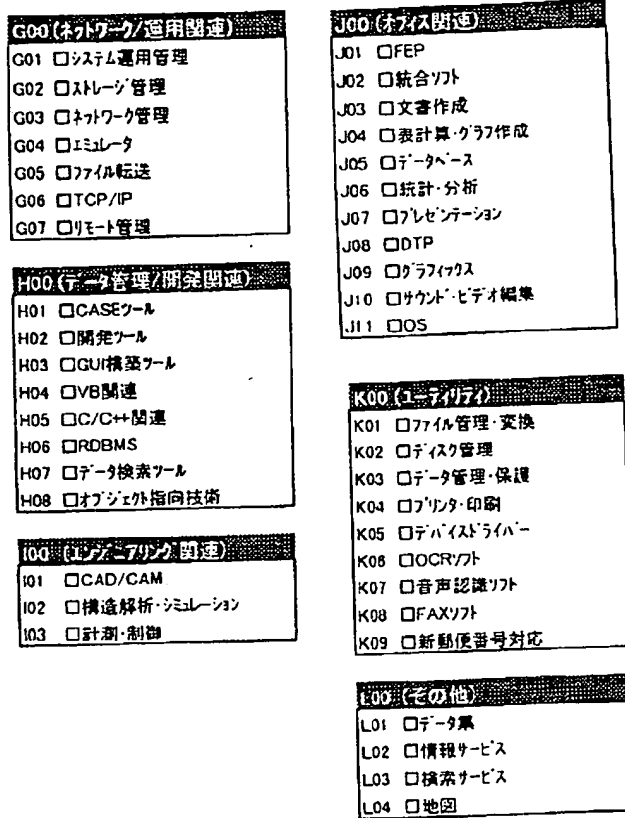 G00 (ネットワーク/運用関連)
G01 □システム運用管理
G02 □ストレージ管理
G03 □ネットワーク管理
G04 □エミュレータ
G05 □ファイル転送
G06 □TCP/IP
G07 □リモート管理
H00 (データ管理/開発関連)
H01 □CASEツール
H02 □開発ツール
H03 □GUI構築ツール
H04 □VB関連
H05 □C/C++関連
H06 □RDBMS
H07 □データ検索ツール
H08 □オブジェクト指向技術
I00 (エンジニアリング関連)
I01 □CAD/CAM
I02 □構造解析・シミュレーション
I03 □計測・制御
J00 (オフィス関連)
J01 □FEP
J02 □統合ソフト
J03 □文書作成
J04 □表計算・グラフ作成
J05 □データベース
J06 □統計・分析
J07 □プレゼンテーション
J08 □DTP
J09 □グラフィックス
J10 □サウンド・ビデオ編集
J11 □OS
K00 (ユーティリティ)
K01 □ファイル管理・変換
K02 □ディスク管理
K03 □データ管理・保護
K04 □プリンタ・印刷
K05 □デバイスドライバー
K06 □OCRソフト
K07 □音声認識ソフト
K08 □FAXソフト
K09 □新郵便番号対応
L00 (その他)
L01 □データ集
L02 □情報サービス
L03 □検索サービス
L04 □地図